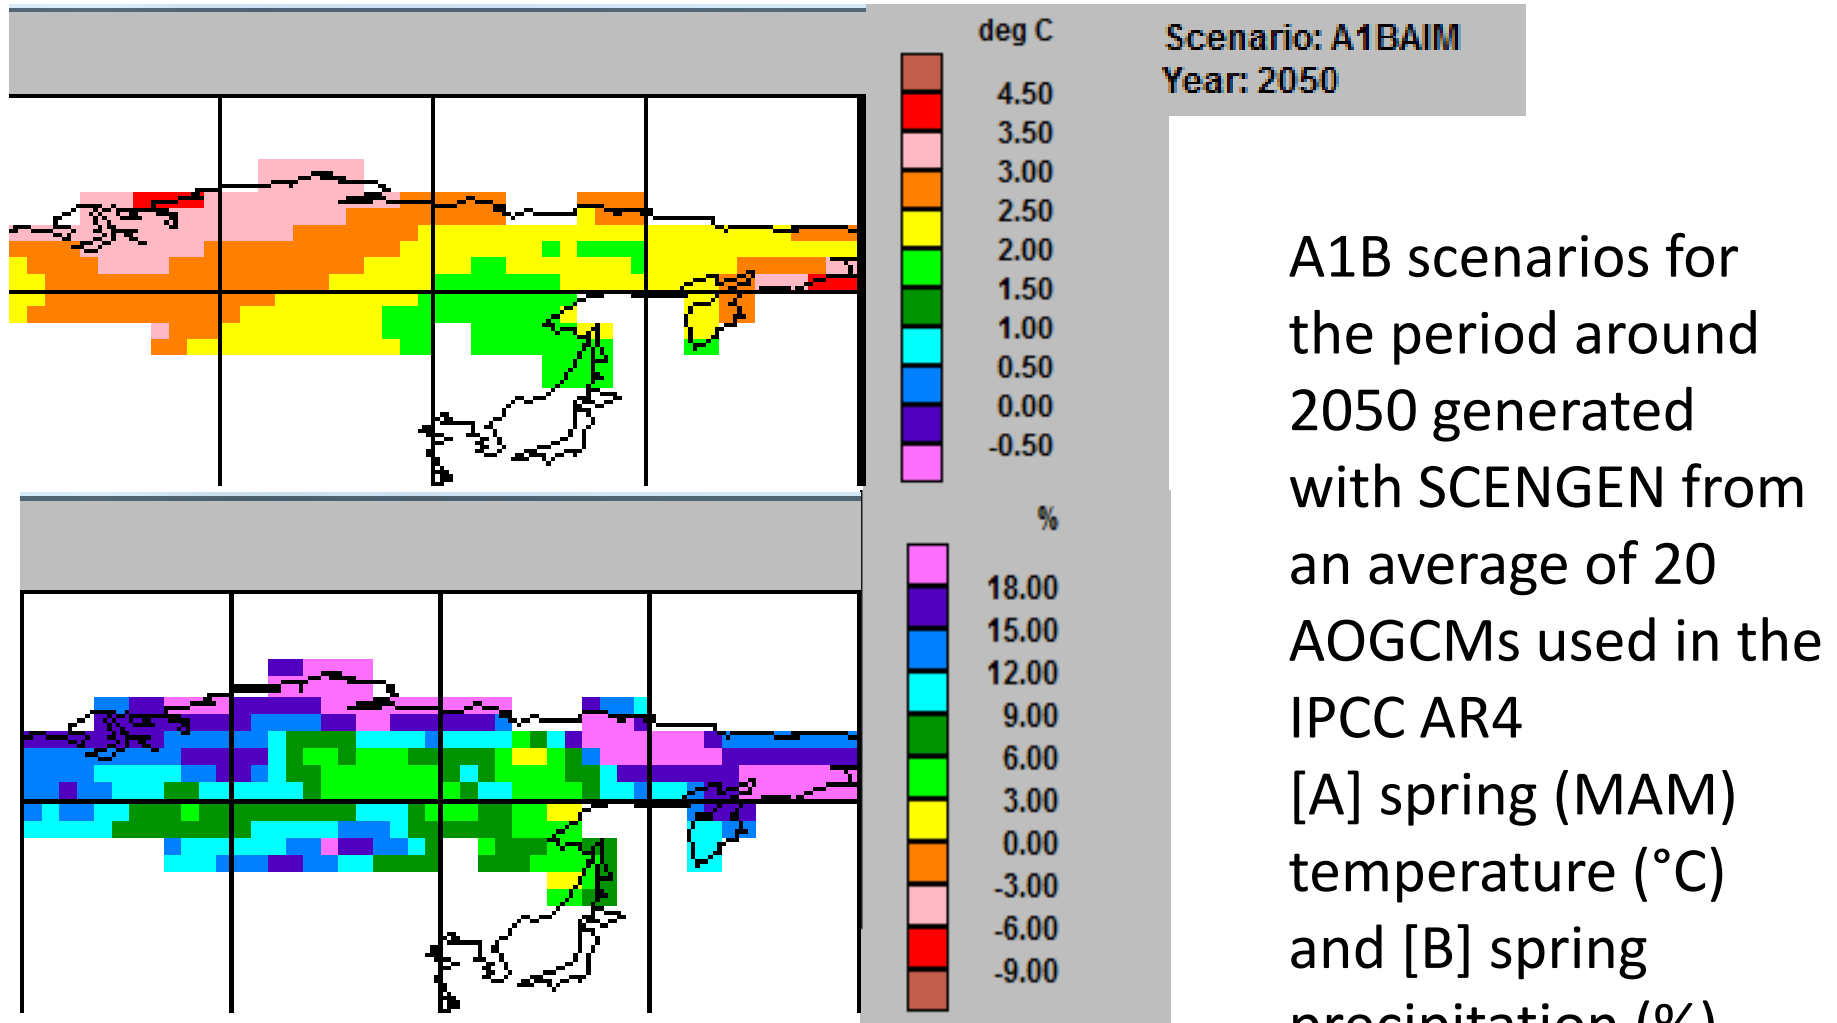 deg C
4.50
3.50
3.00
2.50
2.00
1.50
1.00
0.50
0.00
-0.50
Scenario: A1BAIM
Year: 2050
%
18.00
15.00
12.00
9.00
6.00
3.00
0.00
-3.00
-6.00
-9.00
A1B scenarios for
the period around
2050 generated
with SCENGEN from
an average of 20
AOGCMs used in the
IPCC AR4
[A] spring (MAM)
temperature (°C)
and [B] spring
precipitation (%)